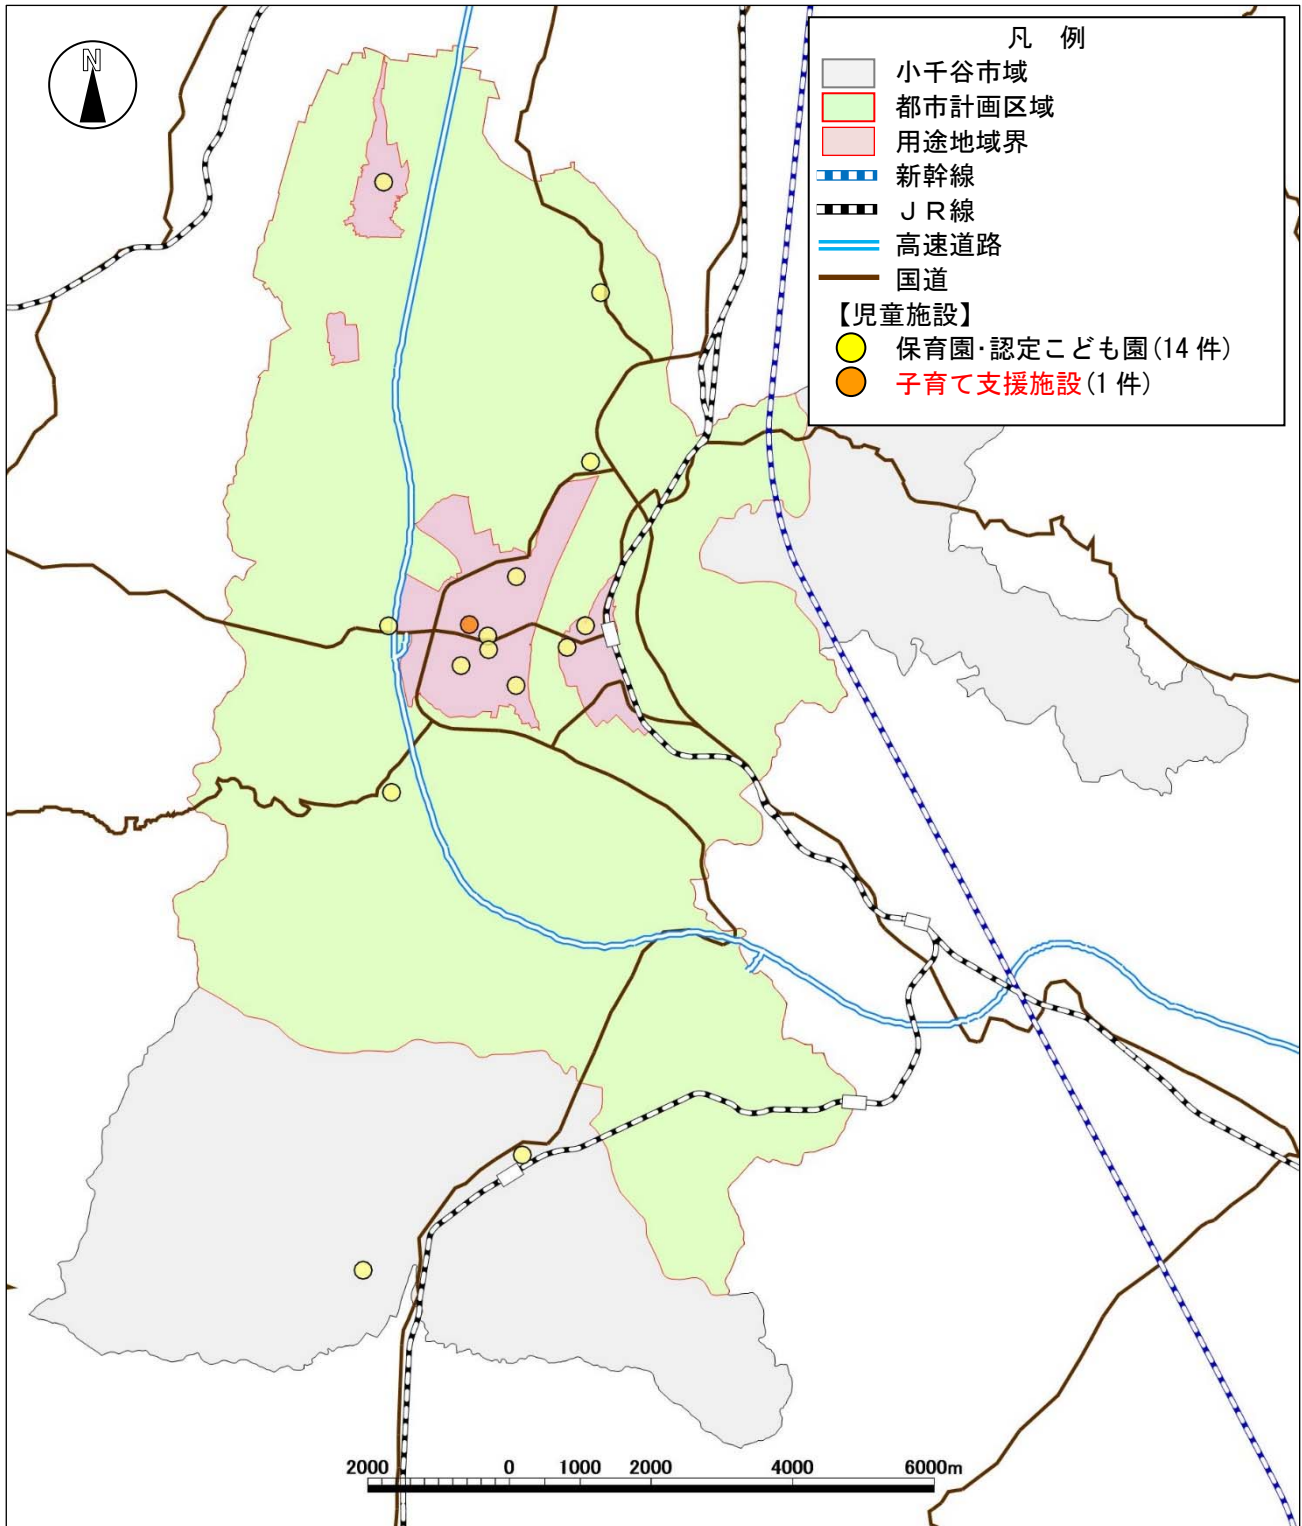 N
凡　例
小千谷市域
都市計画区域
用途地域界
新幹線
ＪＲ線
高速道路
国道
【児童施設】
保育園･認定こども園(14 件)
子育て支援施設(1 件)
2000 0 1000 2000 4000 6000m